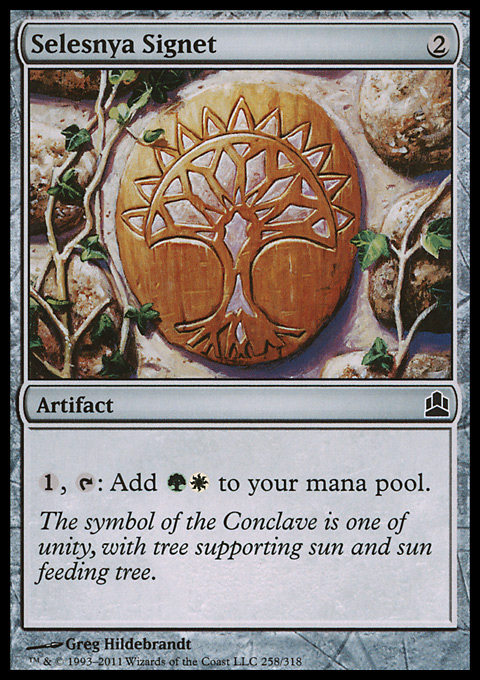 Selesnya Signet 2
Artifact
1, : Add to your mana pool.
The symbol of the Conclave is one of
unity, with tree supporting sun and sun
feeding tree.
Greg Hildebrandt
™ & © 1993–2011 Wizards of the Coast LLC 258/318